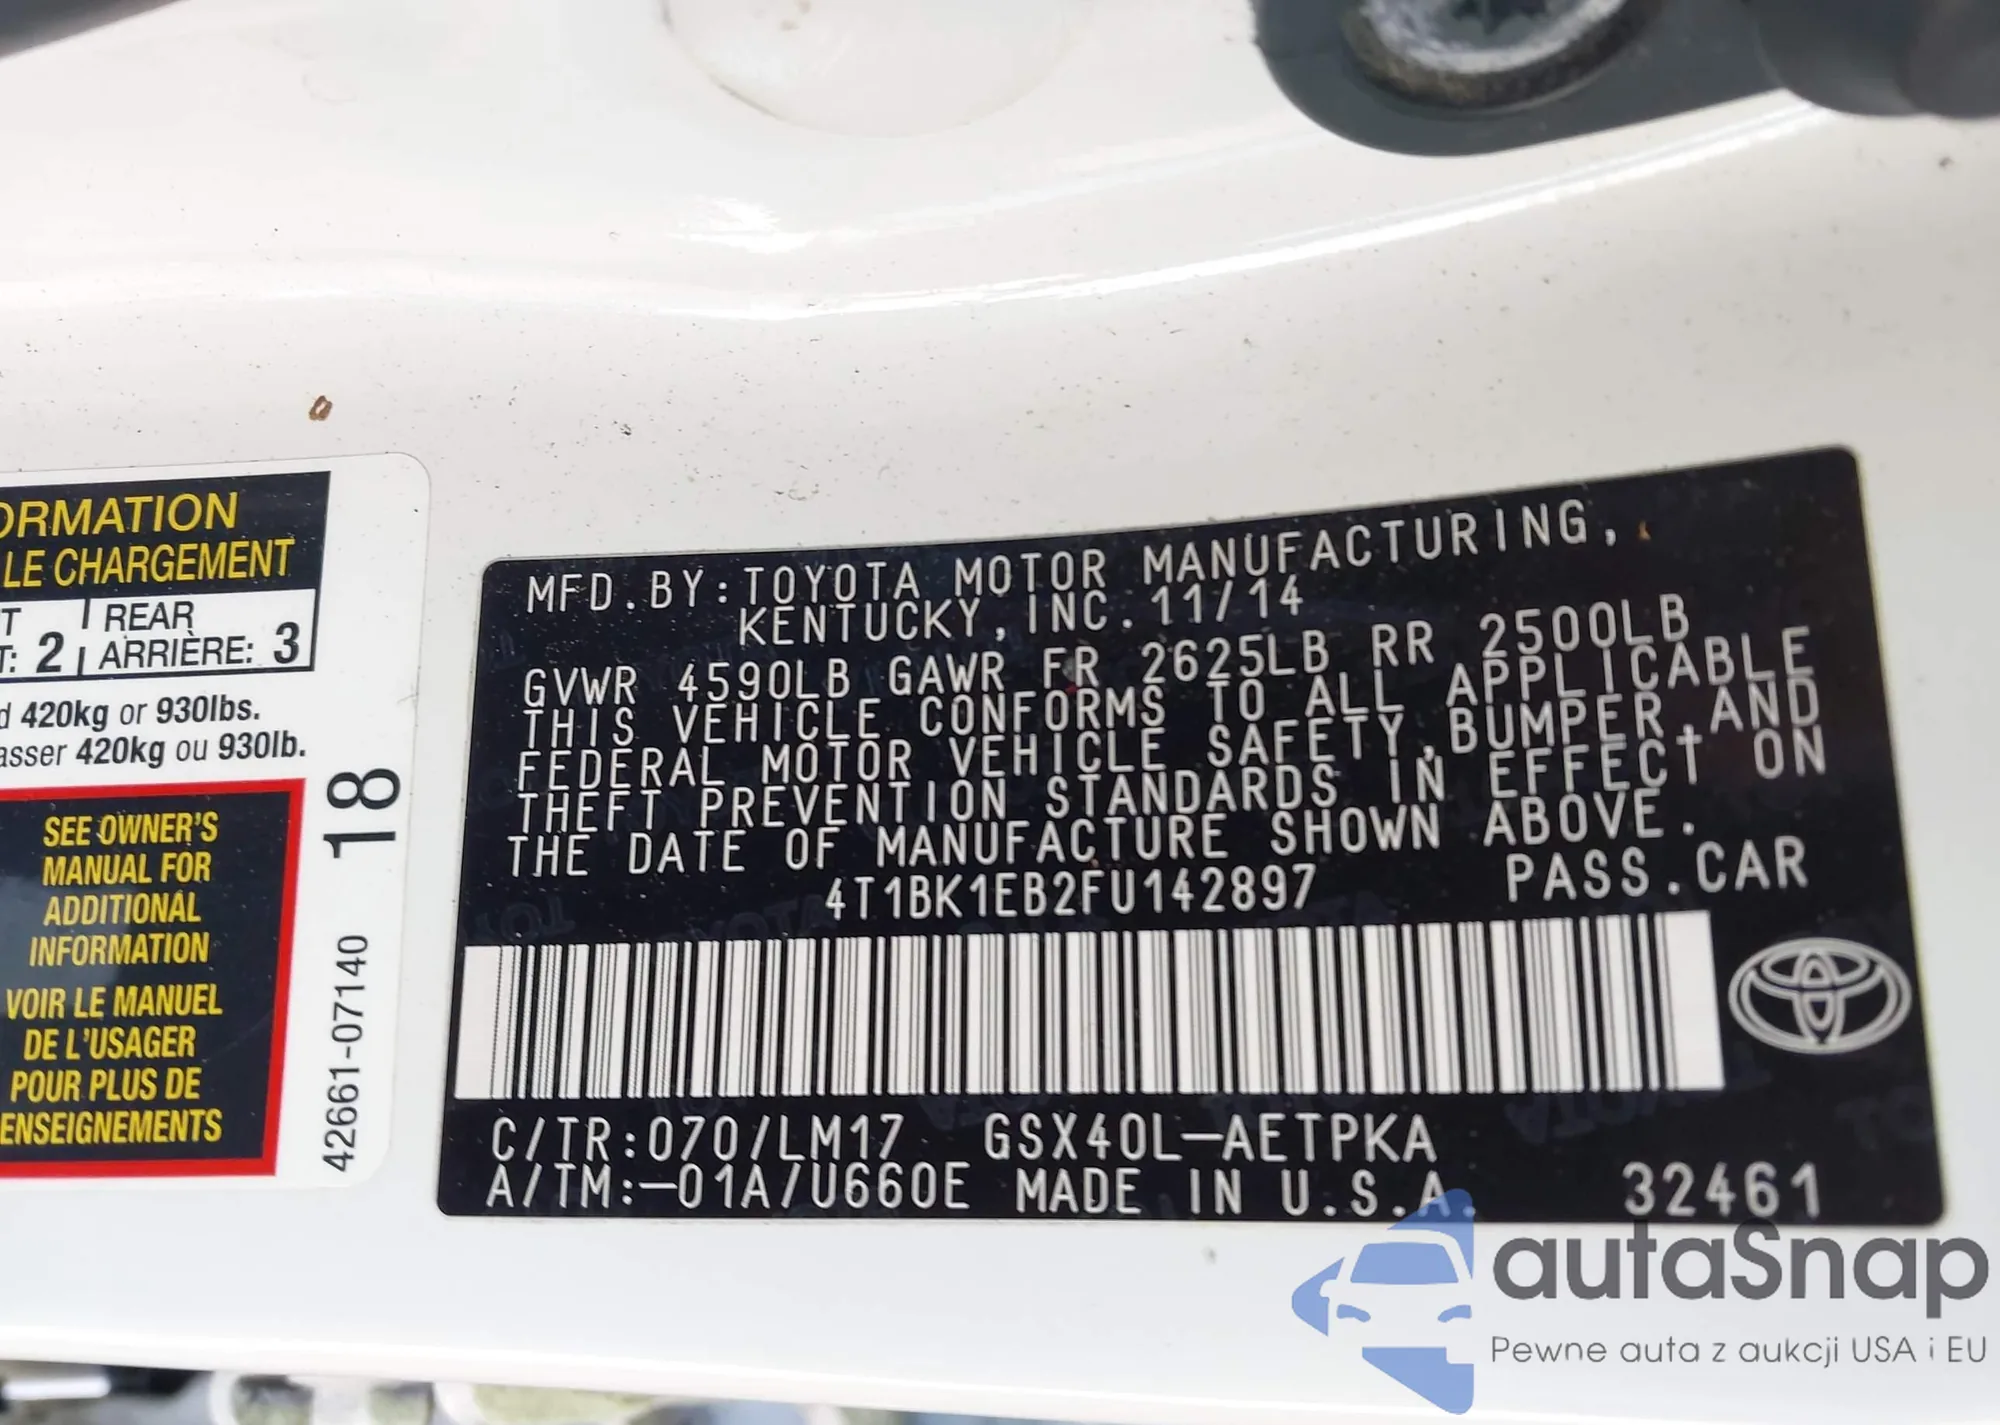 ORMATION
LE CHARGEMENT
T REAR
T: 2 ARRIÈRE: 3
d 420kg or 930lbs.
asser 420kg ou 930lb.
SEE OWNER'S
MANUAL FOR
ADDITIONAL
INFORMATION
VOIR LE MANUEL
DE L'USAGER
POUR PLUS DE
ENSEIGNEMENTS
18
42661-07140
MFD.BY:TOYOTA MOTOR MANUFACTURING,
KENTUCKY,INC.11/14
GVWR 4590LB GAWR FR 2625LB RR 2500LB
THIS VEHICLE CONFORMS TO ALL APPLICABLE
FEDERAL MOTOR VEHICLE SAFETY,BUMPER,AND
THEFT PREVENTION STANDARDS IN EFFECT ON
THE DATE OF MANUFACTURE SHOWN ABOVE.
4T1BK1EB2FU142897 PASS.CAR
C/TR:070/LM17 GSX40L-AETPKA
A/TM:-01A/U660E MADE IN U.S.A. 32461
autaSnap
Pewne auta z aukcji USA i EU